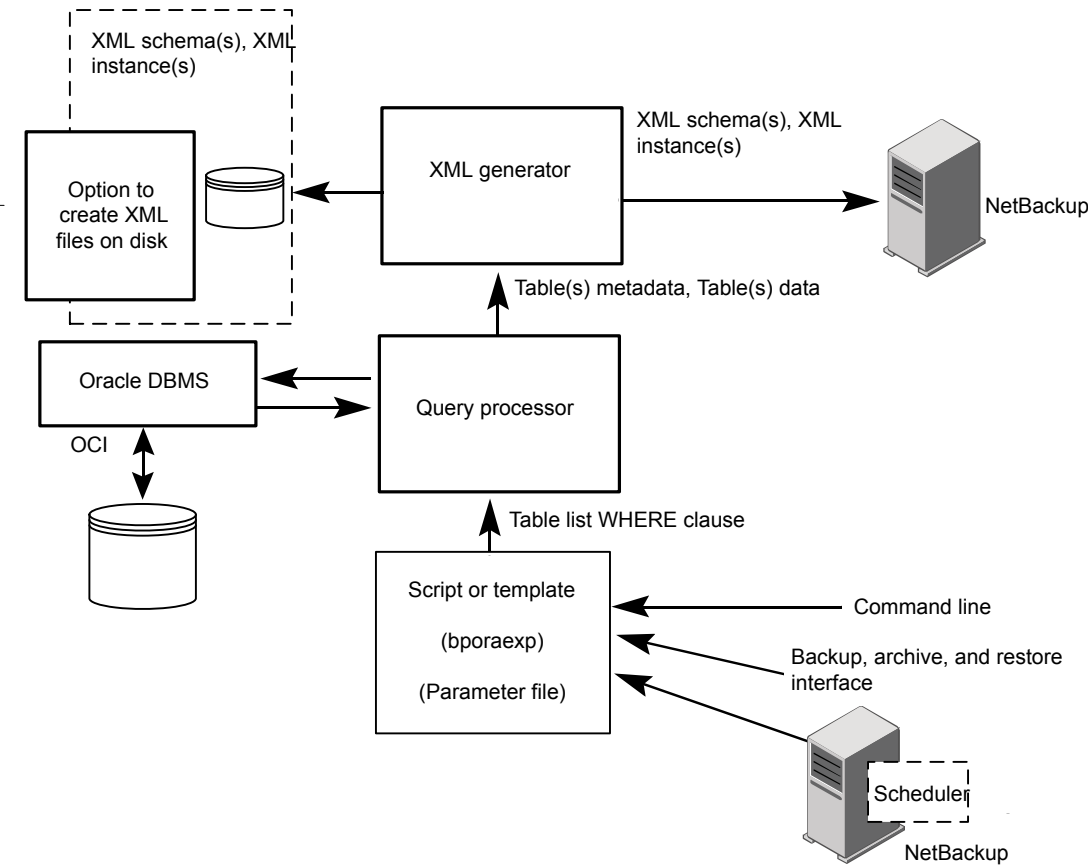 XML schema(s), XML
instance(s)
Option to
create XML
files on disk
XML generator
XML schema(s), XML
instance(s)
NetBackup
Table(s) metadata, Table(s) data
Oracle DBMS
Query processor
OCI
Table list WHERE clause
Script or template
(bporaexp)
(Parameter file)
Command line
Backup, archive, and restore
interface
Scheduler
NetBackup